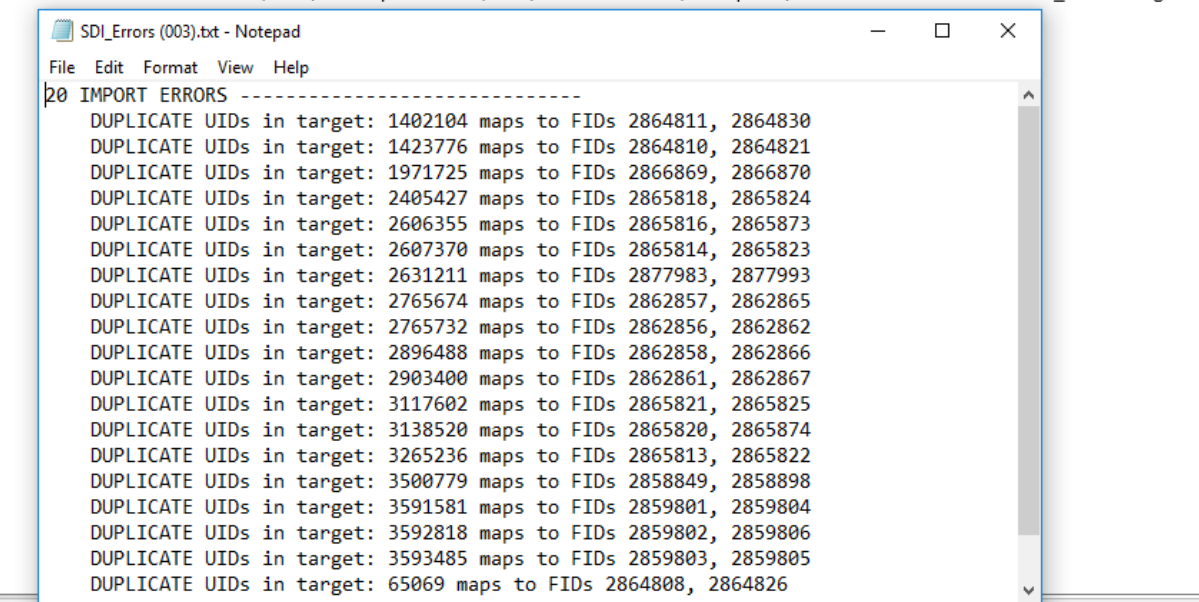 SDI_Errors (003).txt - Notepad
File Edit Format View Help
20 IMPORT ERRORS ------------------------------
DUPLICATE UIDs in target: 1402104 maps to FIDs 2864811, 2864830
DUPLICATE UIDs in target: 1423776 maps to FIDs 2864810, 2864821
DUPLICATE UIDs in target: 1971725 maps to FIDs 2866869, 2866870
DUPLICATE UIDs in target: 2405427 maps to FIDs 2865818, 2865824
DUPLICATE UIDs in target: 2606355 maps to FIDs 2865816, 2865873
DUPLICATE UIDs in target: 2607370 maps to FIDs 2865814, 2865823
DUPLICATE UIDs in target: 2631211 maps to FIDs 2877983, 2877993
DUPLICATE UIDs in target: 2765674 maps to FIDs 2862857, 2862865
DUPLICATE UIDs in target: 2765732 maps to FIDs 2862856, 2862862
DUPLICATE UIDs in target: 2896488 maps to FIDs 2862858, 2862866
DUPLICATE UIDs in target: 2903400 maps to FIDs 2862861, 2862867
DUPLICATE UIDs in target: 3117602 maps to FIDs 2865821, 2865825
DUPLICATE UIDs in target: 3138520 maps to FIDs 2865820, 2865874
DUPLICATE UIDs in target: 3265236 maps to FIDs 2865813, 2865822
DUPLICATE UIDs in target: 3500779 maps to FIDs 2858849, 2858898
DUPLICATE UIDs in target: 3591581 maps to FIDs 2859801, 2859804
DUPLICATE UIDs in target: 3592818 maps to FIDs 2859802, 2859806
DUPLICATE UIDs in target: 3593485 maps to FIDs 2859803, 2859805
DUPLICATE UIDs in target: 65069 maps to FIDs 2864808, 2864826